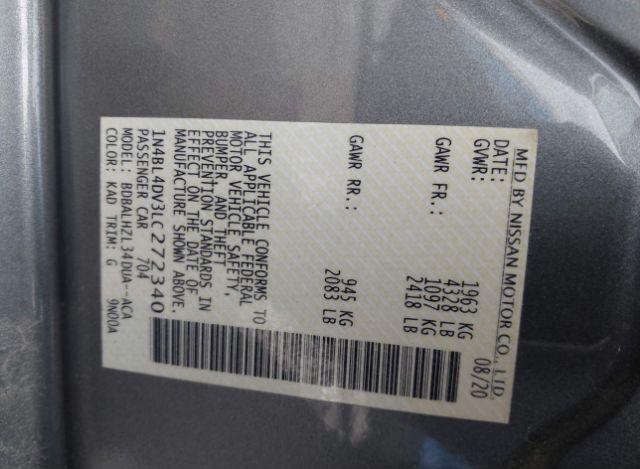 MFD BY NISSAN MOTOR CO., LTD.
DATE: 08/20
GVWR: 1963 KG
4328 LB
GAWR FR.: 1097 KG
2418 LB
GAWR RR.: 945 KG
2083 LB
THIS VEHICLE CONFORMS TO
ALL APPLICABLE FEDERAL
MOTOR VEHICLE SAFETY,
BUMPER, AND THEFT
PREVENTION STANDARDS IN
EFFECT ON THE DATE OF
MANUFACTURE SHOWN ABOVE.
1N4BL4DV3LC272340
PASSENGER CAR 704
MODEL: BDBALHZL34DUA--ACA
COLOR: KAD TRIM: G 9N00A